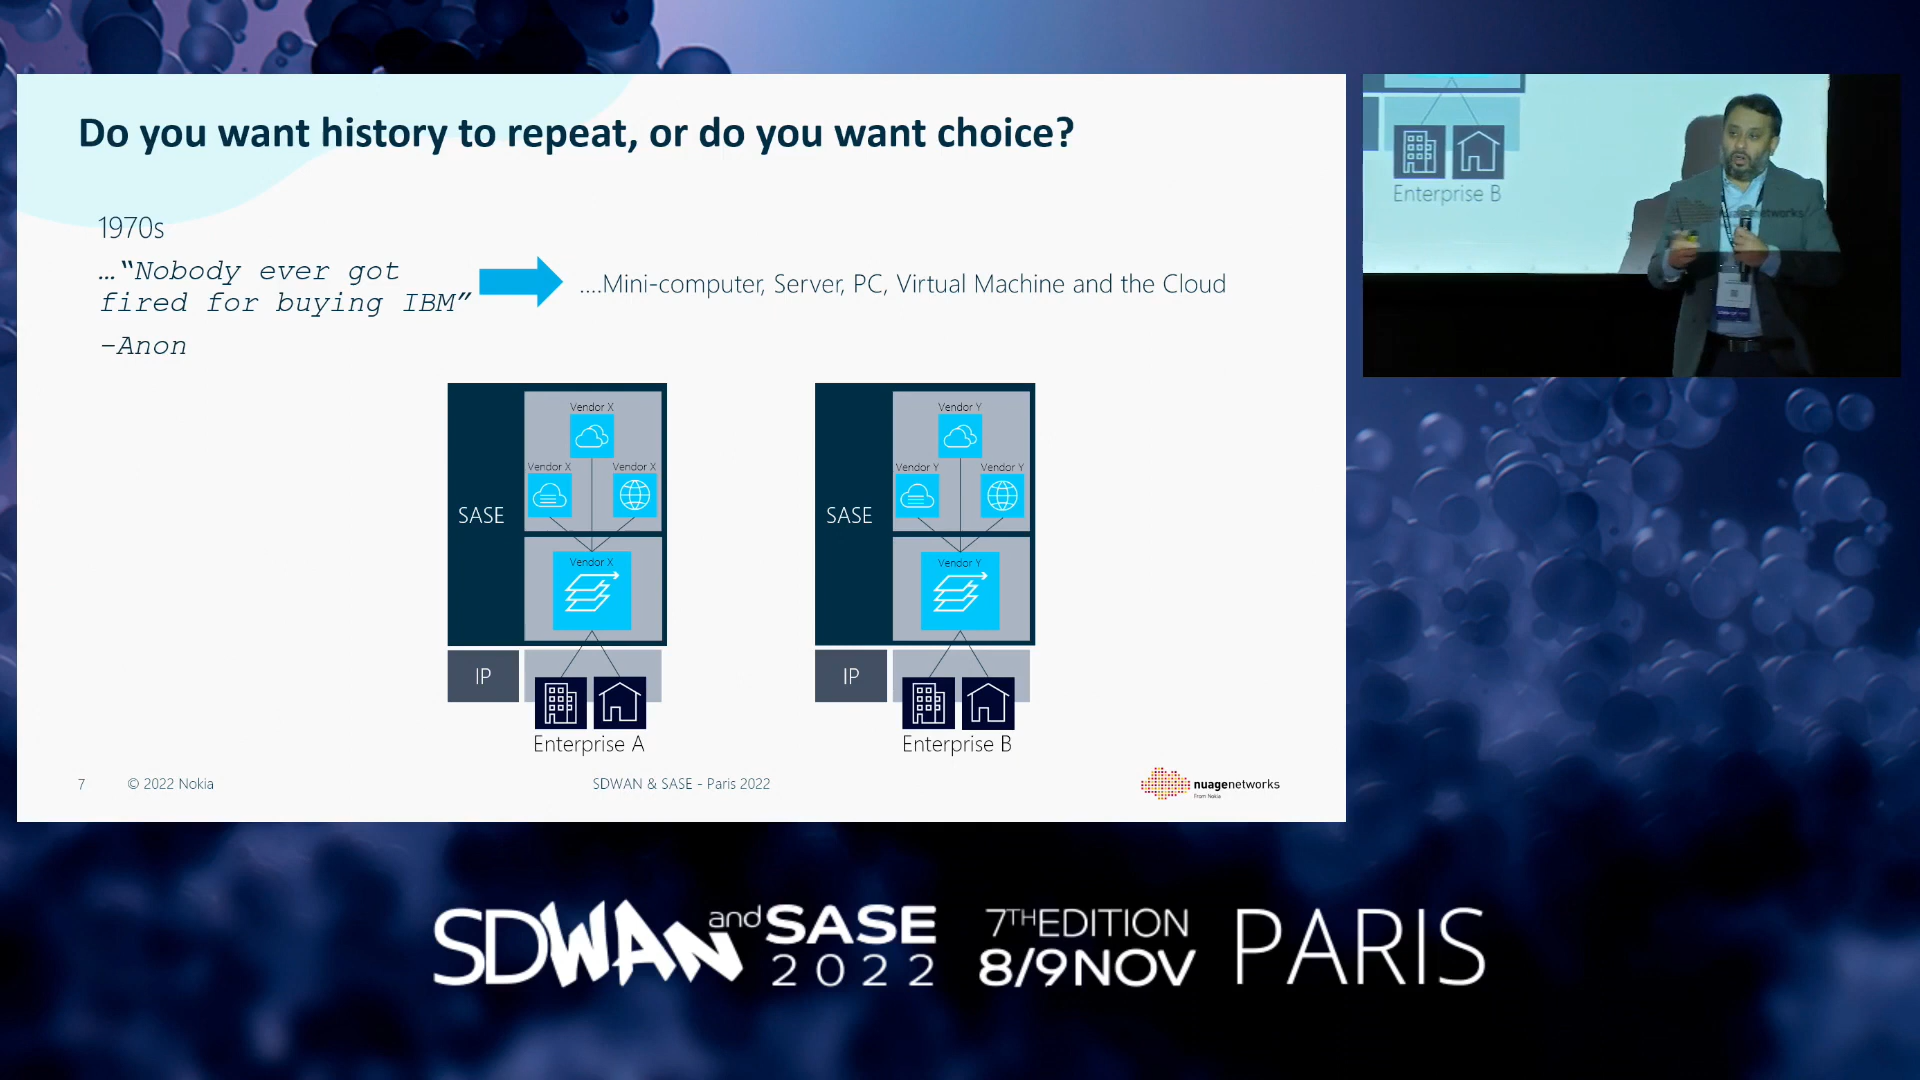 Do you want history to repeat, or do you want choice?
1970s
…“Nobody ever got
fired for buying IBM”
-Anon
....Mini-computer, Server, PC, Virtual Machine and the Cloud
Vendor X
Vendor X Vendor X
SASE
Vendor X
IP
Enterprise A
Vendor Y
Vendor Y Vendor Y
SASE
Vendor Y
IP
Enterprise B
7 © 2022 Nokia SDWAN & SASE - Paris 2022
nuagenetworks
From Nokia
Enterprise B
nuagenetworks
SDWAN and SASE
2022
7TH EDITION
8/9NOV
PARIS